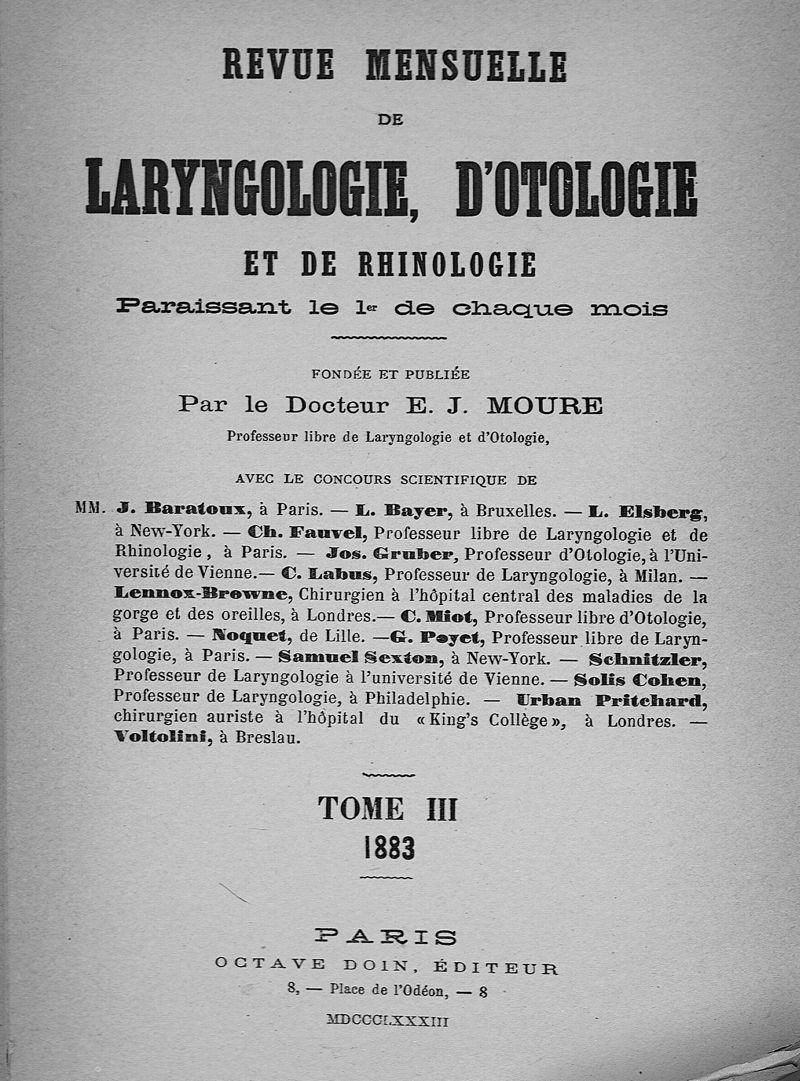 REVUE MENSUELLE
DE
LARYNGOLOGIE, D'OTOLOGIE
ET DE RHINOLOGIE
Paraissant le 1er de chaque mois
FONDÉE ET PUBLIÉE
Par le Docteur E. J. MOURE
Professeur libre de Laryngologie et d'Otologie,
AVEC LE CONCOURS SCIENTIFIQUE DE
MM. J. Baratoux, à Paris. — L. Bayer, à Bruxelles. — L. Elsberg,
à New-York. — Ch. Fauvel, Professeur libre de Laryngologie et de
Rhinologie, à Paris. — Jos. Gruber, Professeur d'Otologie, à l'Uni-
versité de Vienne. — C. Labus, Professeur de Laryngologie, à Milan. —
Lennox-Browne, Chirurgien à l'hôpital central des maladies de la
gorge et des oreilles, à Londres. — C. Miot, Professeur libre d'Otologie,
à Paris. — Noquet, de Lille. — G. Poyet, Professeur libre de Laryn-
gologie, à Paris. — Samuel Sexton, à New-York. — Schnitzler,
Professeur de Laryngologie à l'université de Vienne. — Solis Cohen,
Professeur de Laryngologie, à Philadelphie. — Urban Pritchard,
chirurgien auriste à l'hôpital du « King's Collège », à Londres. —
Voltolini, à Breslau.
TOME III
1883
PARIS
OCTAVE DOIN, ÉDITEUR
8, — Place de l'Odéon, — 8
MDCCCLXXXIII